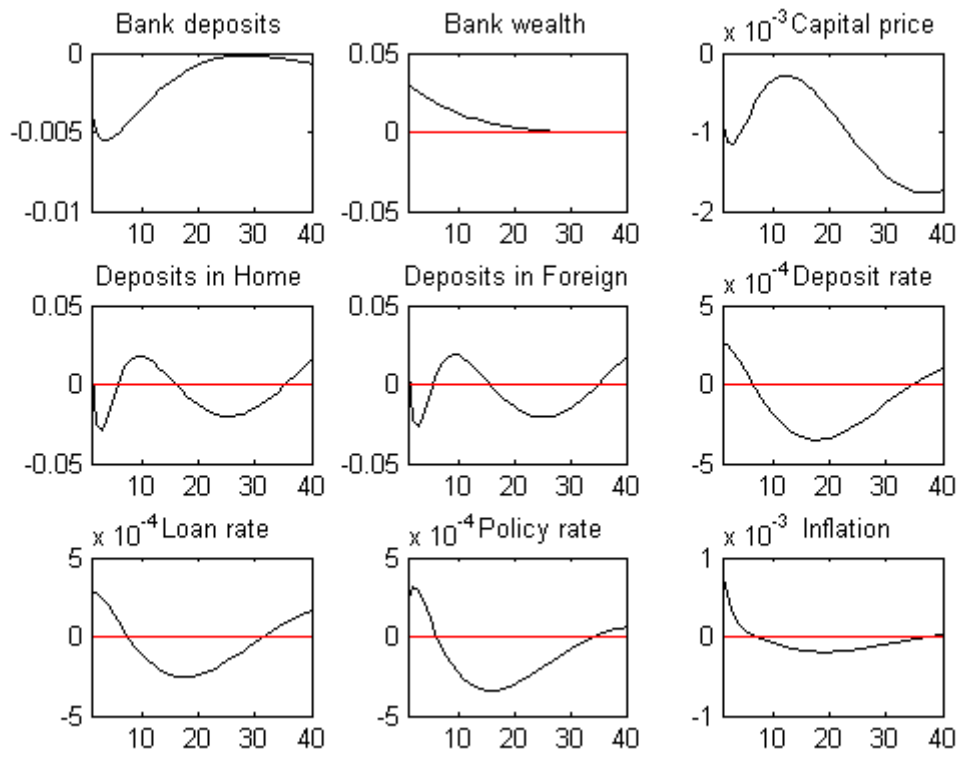 Bank deposits
0
-0.005
-0.01
10 20 30 40
Bank wealth
0.05
0
-0.05
10 20 30 40
x 10^-3 Capital price
0
-1
-2
10 20 30 40
Deposits in Home
0.05
0
-0.05
10 20 30 40
Deposits in Foreign
0.05
0
-0.05
10 20 30 40
x 10^-4 Deposit rate
5
0
-5
10 20 30 40
x 10^-4 Loan rate
5
0
-5
10 20 30 40
x 10^-4 Policy rate
5
0
-5
10 20 30 40
x 10^-3 Inflation
1
0
-1
10 20 30 40